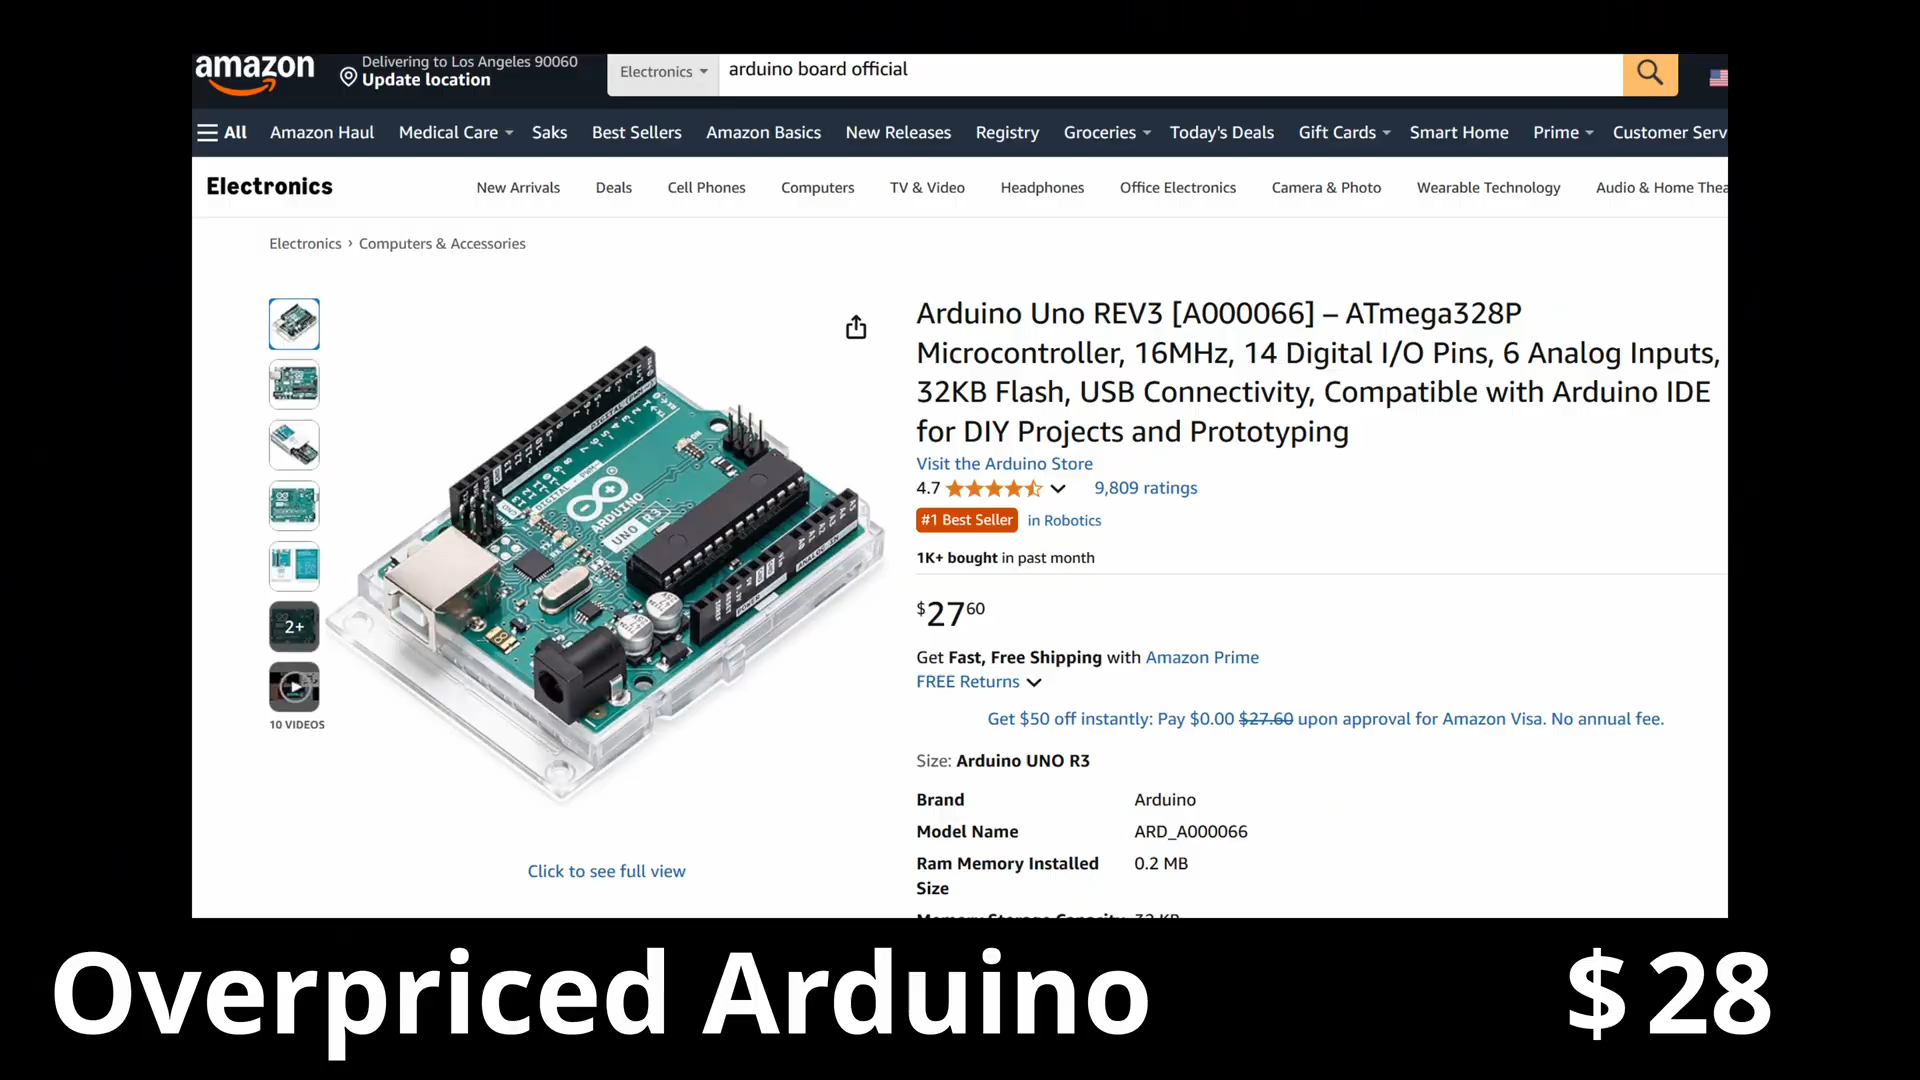 amazon
Delivering to Los Angeles 90060
Update location
Electronics
arduino board official
All Amazon Haul Medical Care Saks Best Sellers Amazon Basics New Releases Registry Groceries Today's Deals Gift Cards Smart Home Prime Customer Serv
Electronics
New Arrivals Deals Cell Phones Computers TV & Video Headphones Office Electronics Camera & Photo Wearable Technology Audio & Home Thea
Electronics › Computers & Accessories
Arduino Uno REV3 [A000066] – ATmega328P
Microcontroller, 16MHz, 14 Digital I/O Pins, 6 Analog Inputs,
32KB Flash, USB Connectivity, Compatible with Arduino IDE
for DIY Projects and Prototyping
Visit the Arduino Store
4.7 9,809 ratings
#1 Best Seller in Robotics
1K+ bought in past month
$27 60
Get Fast, Free Shipping with Amazon Prime
FREE Returns
Get $50 off instantly: Pay $0.00 $27.60 upon approval for Amazon Visa. No annual fee.
Size: Arduino UNO R3
Brand Arduino
Model Name ARD_A000066
Ram Memory Installed 0.2 MB
Size
Memory Storage Capacity 32 KB
2+
10 VIDEOS
ARDUINO
UNO R3
Click to see full view
Overpriced Arduino $28